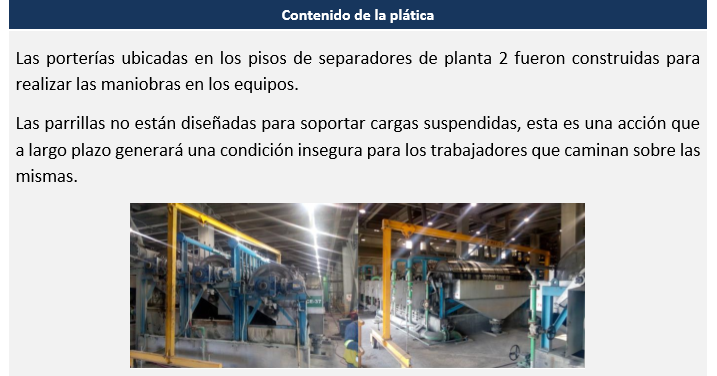 Contenido de la plática
Las porterías ubicadas en los pisos de separadores de planta 2 fueron construidas para
realizar las maniobras en los equipos.
Las parrillas no están diseñadas para soportar cargas suspendidas, esta es una acción que
a largo plazo generará una condición insegura para los trabajadores que caminan sobre las
mismas.